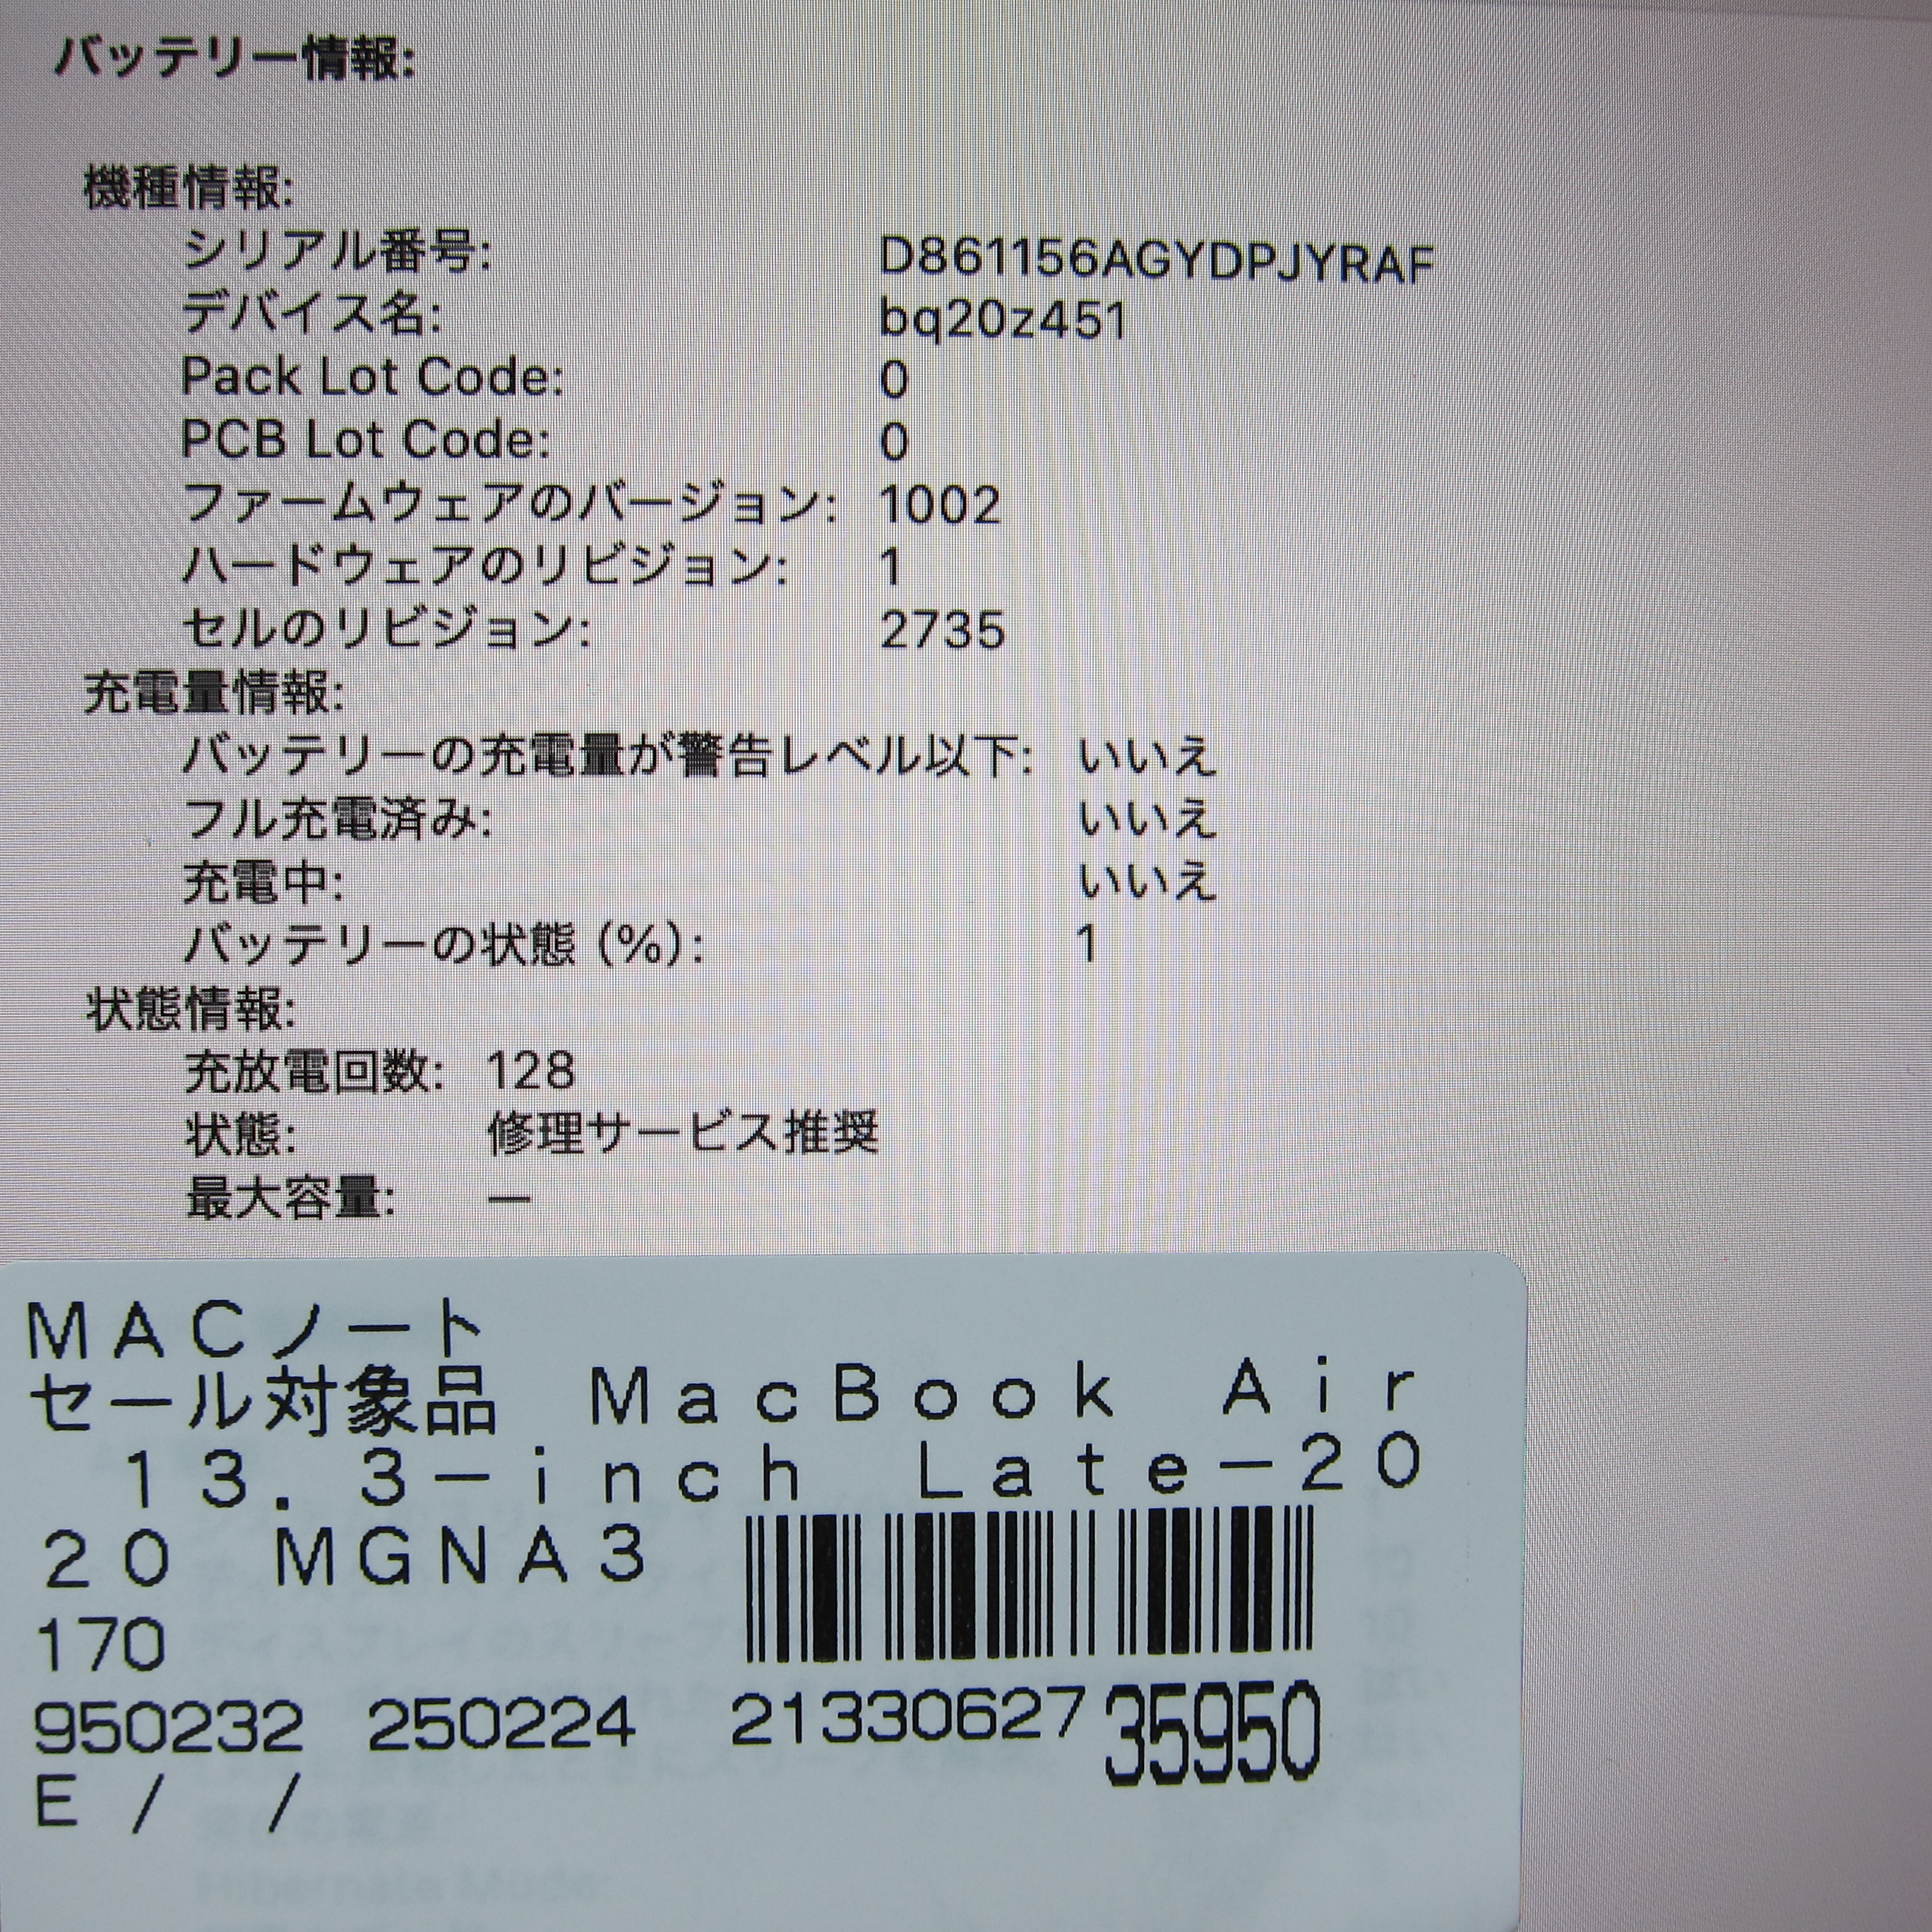 バッテリー情報:
機種情報:
シリアル番号: D861156AGYDPJYRAF
デバイス名: bq20z451
Pack Lot Code: 0
PCB Lot Code: 0
ファームウェアのバージョン: 1002
ハードウェアのリビジョン: 1
セルのリビジョン: 2735
充電量情報:
バッテリーの充電量が警告レベル以下: いいえ
フル充電済み: いいえ
充電中: いいえ
バッテリーの状態 (%): 1
状態情報:
充放電回数: 128
状態: 修理サービス推奨
最大容量: —
MACノート
セール対象品 MacBook Air
13.3-inch Late-20
20 MGNA3
170
950232 250224 21330627 35950
E / /
Hibernate Mode: